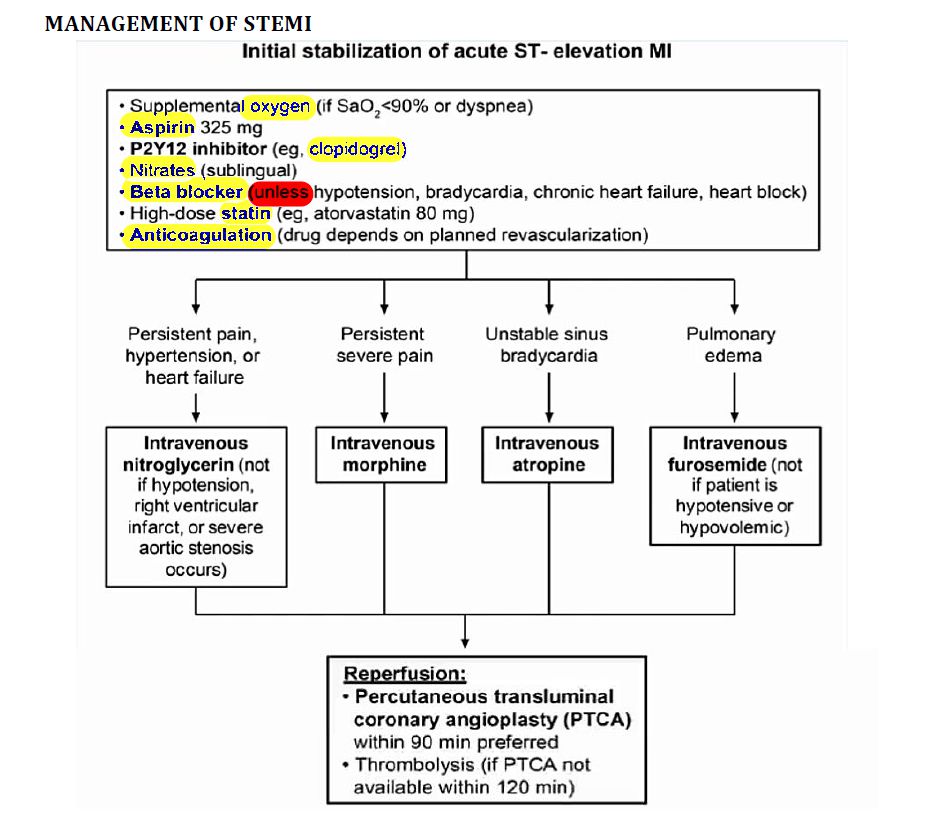 MANAGEMENT OF STEMI
Initial stabilization of acute ST- elevation MI
• Supplemental oxygen (if SaO₂<90% or dyspnea)
• Aspirin 325 mg
• P2Y12 inhibitor (eg, clopidogrel)
• Nitrates (sublingual)
• Beta blocker (unless hypotension, bradycardia, chronic heart failure, heart block)
• High-dose statin (eg, atorvastatin 80 mg)
• Anticoagulation (drug depends on planned revascularization)
Persistent pain,
hypertension, or
heart failure
Persistent
severe pain
Unstable sinus
bradycardia
Pulmonary
edema
Intravenous
nitroglycerin (not
if hypotension,
right ventricular
infarct, or severe
aortic stenosis
occurs)
Intravenous
morphine
Intravenous
atropine
Intravenous
furosemide (not
if patient is
hypotensive or
hypovolemic)
Reperfusion:
• Percutaneous transluminal
coronary angioplasty (PTCA)
within 90 min preferred
• Thrombolysis (if PTCA not
available within 120 min)